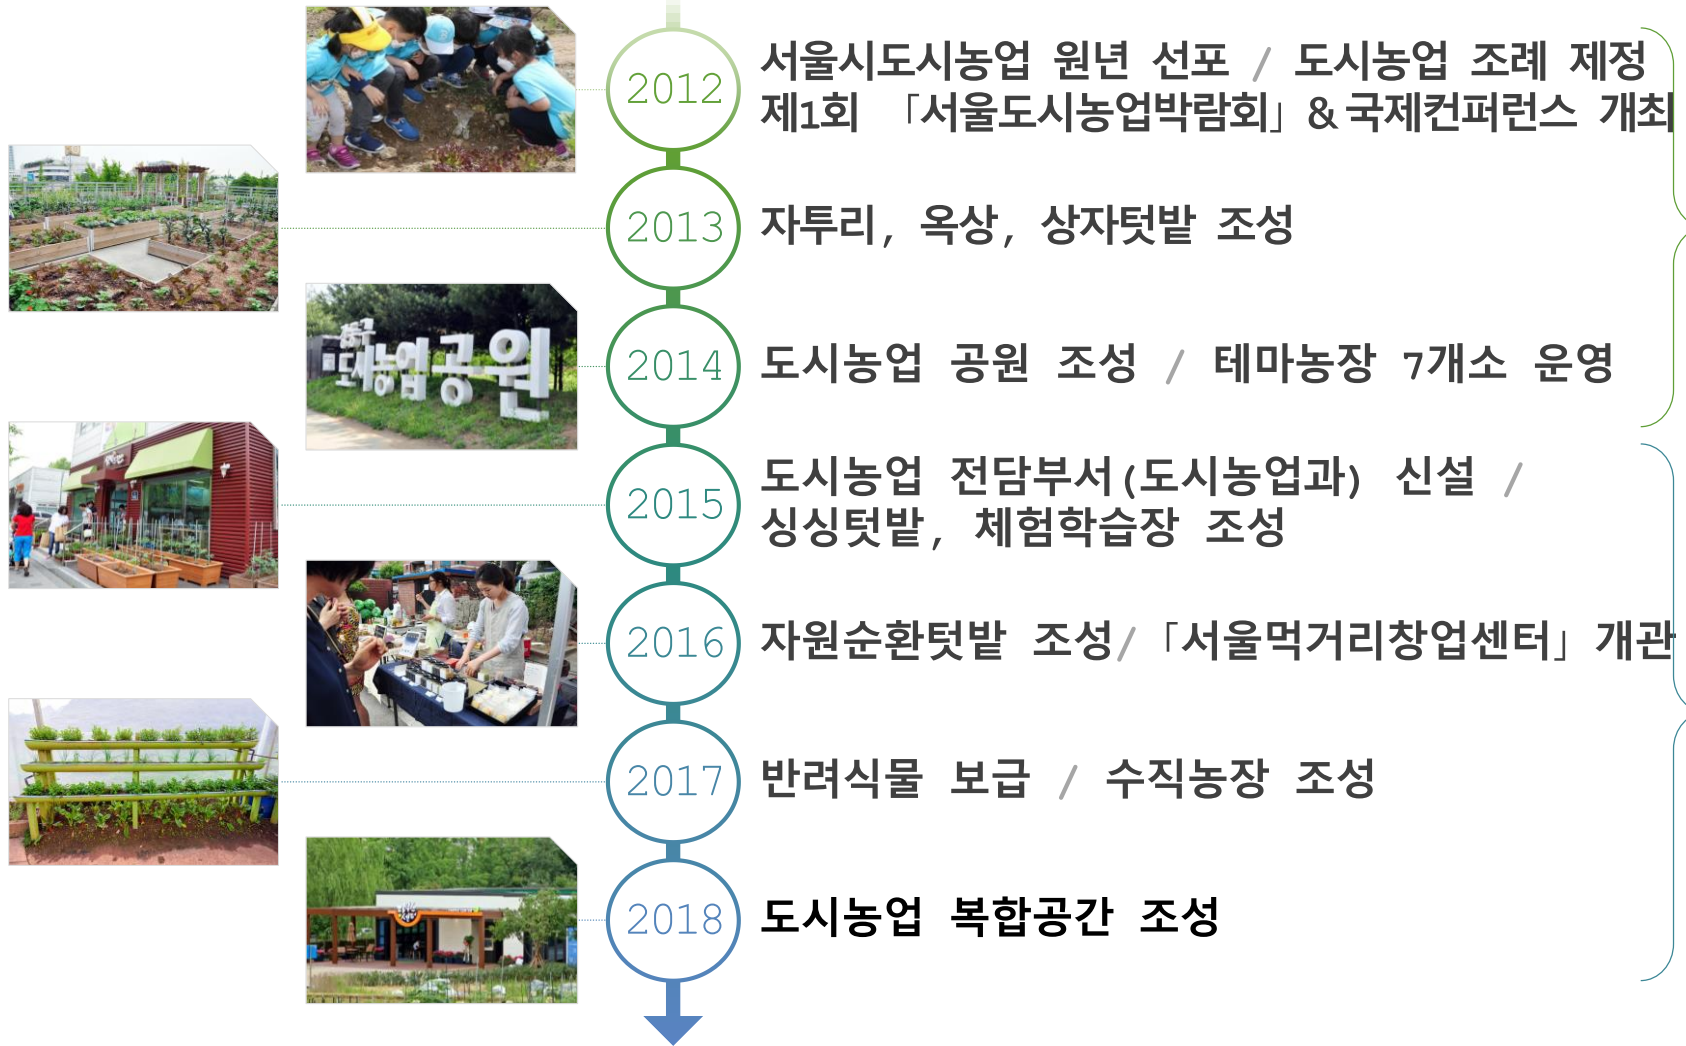 2012
서울시도시농업 원년 선포 / 도시농업 조례 제정
제1회 「서울도시농업박람회」&국제컨퍼런스 개최
2013
자투리, 옥상, 상자텃밭 조성
도시농업공원
2014
도시농업 공원 조성 / 테마농장 7개소 운영
2015
도시농업 전담부서(도시농업과) 신설 /
싱싱텃밭, 체험학습장 조성
2016
자원순환텃밭 조성/「서울먹거리창업센터」개관
2017
반려식물 보급 / 수직농장 조성
2018
도시농업 복합공간 조성